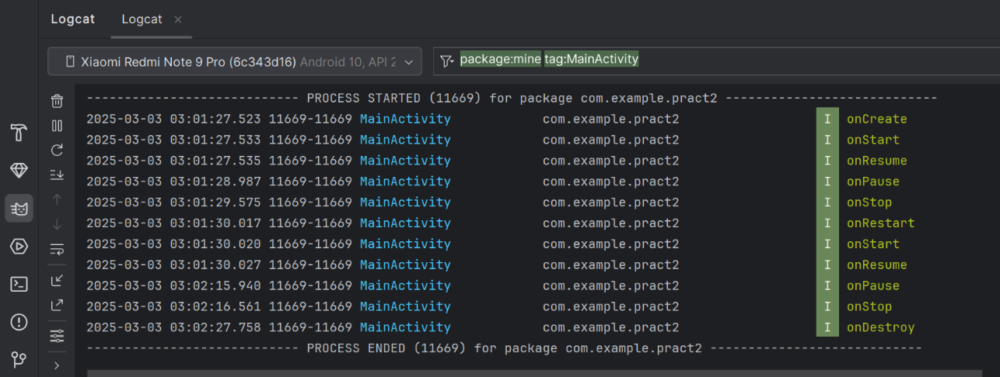 Logcat Logcat
Xiaomi Redmi Note 9 Pro (6c343d16) Android 10, API 2 package:mine tag:MainActivity
---------------------------- PROCESS STARTED (11669) for package com.example.pract2 ----------------------------
2025-03-03 03:01:27.523 11669-11669 MainActivity com.example.pract2 I onCreate
2025-03-03 03:01:27.533 11669-11669 MainActivity com.example.pract2 I onStart
2025-03-03 03:01:27.535 11669-11669 MainActivity com.example.pract2 I onResume
2025-03-03 03:01:28.987 11669-11669 MainActivity com.example.pract2 I onPause
2025-03-03 03:01:29.575 11669-11669 MainActivity com.example.pract2 I onStop
2025-03-03 03:01:30.017 11669-11669 MainActivity com.example.pract2 I onRestart
2025-03-03 03:01:30.020 11669-11669 MainActivity com.example.pract2 I onStart
2025-03-03 03:01:30.027 11669-11669 MainActivity com.example.pract2 I onResume
2025-03-03 03:02:15.940 11669-11669 MainActivity com.example.pract2 I onPause
2025-03-03 03:02:16.561 11669-11669 MainActivity com.example.pract2 I onStop
2025-03-03 03:02:27.758 11669-11669 MainActivity com.example.pract2 I onDestroy
---------------------------- PROCESS ENDED (11669) for package com.example.pract2 ----------------------------